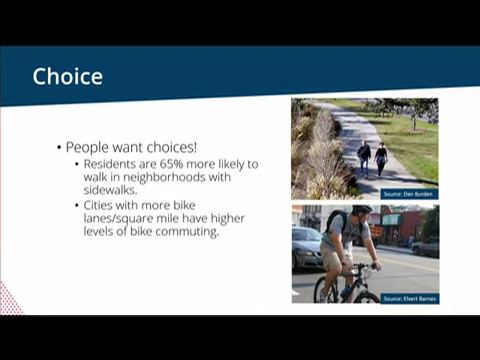 Choice
• People want choices!
• Residents are 65% more likely to
walk in neighborhoods with
sidewalks.
• Cities with more bike
lanes/square mile have higher
levels of bike commuting.
Source: Dan Burden
Source: Elvert Barnes